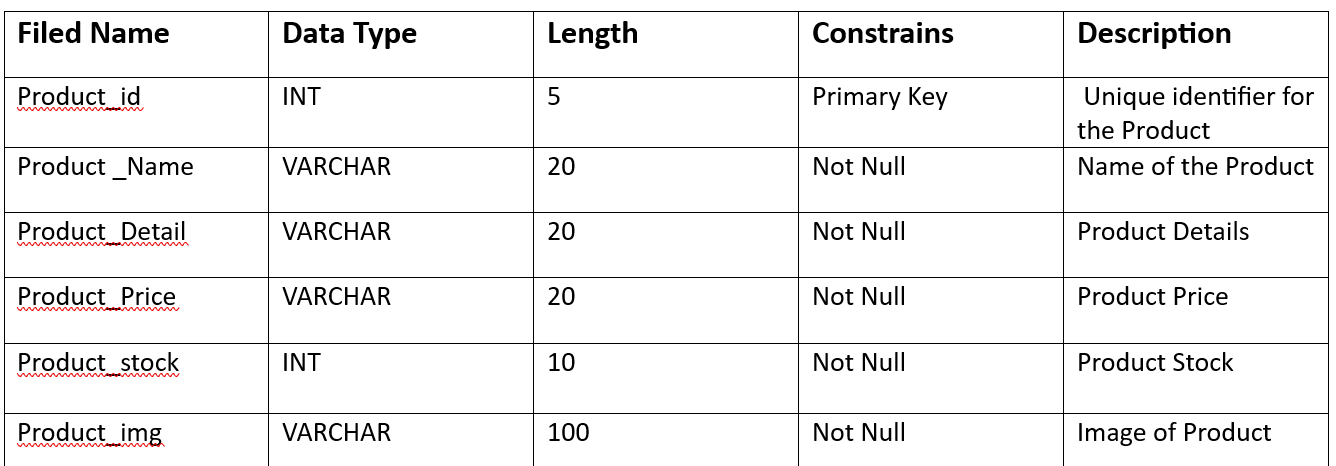 Filed Name Data Type Length Constrains Description
Product_id INT 5 Primary Key Unique identifier for
the Product
Product _Name VARCHAR 20 Not Null Name of the Product
Product_Detail VARCHAR 20 Not Null Product Details
Product_Price VARCHAR 20 Not Null Product Price
Product_stock INT 10 Not Null Product Stock
Product_img VARCHAR 100 Not Null Image of Product